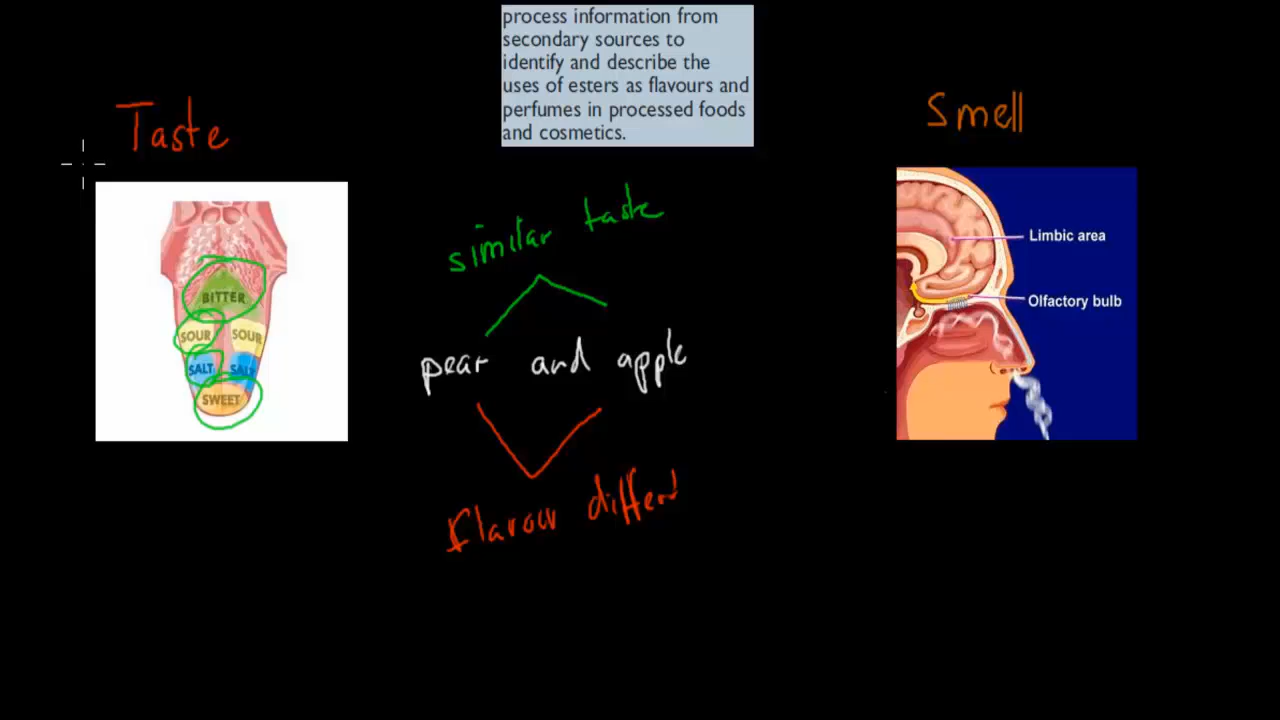 process information from
secondary sources to
identify and describe the
uses of esters as flavours and
perfumes in processed foods
and cosmetics.
Taste
Smell
similar taste
Limbic area
BITTER
Olfactory bulb
SOUR SOUR
pear and apple
SALT SALT
SWEET
flavour differ